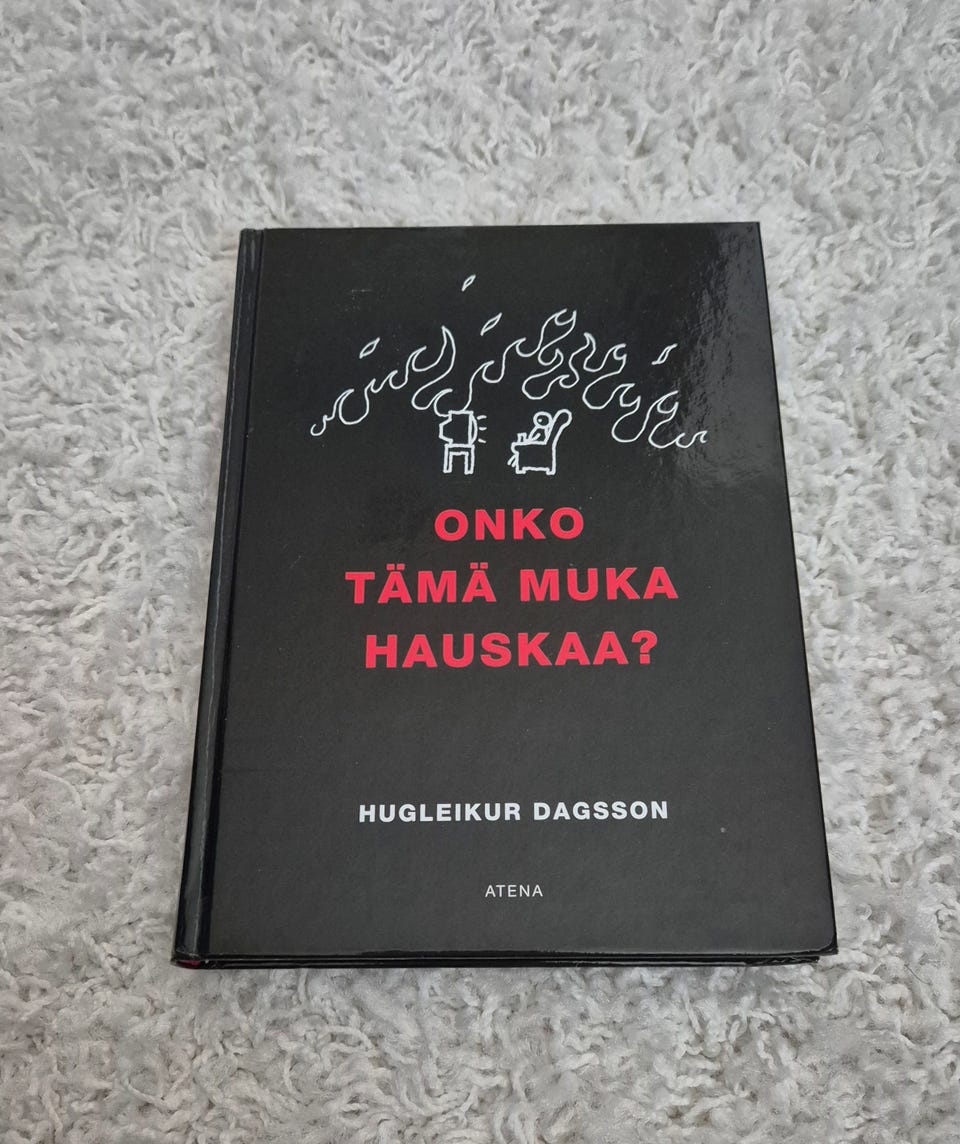 ONKO
TÄMÄ MUKA
HAUSKAA?
HUGLEIKUR DAGSSON
ATENA